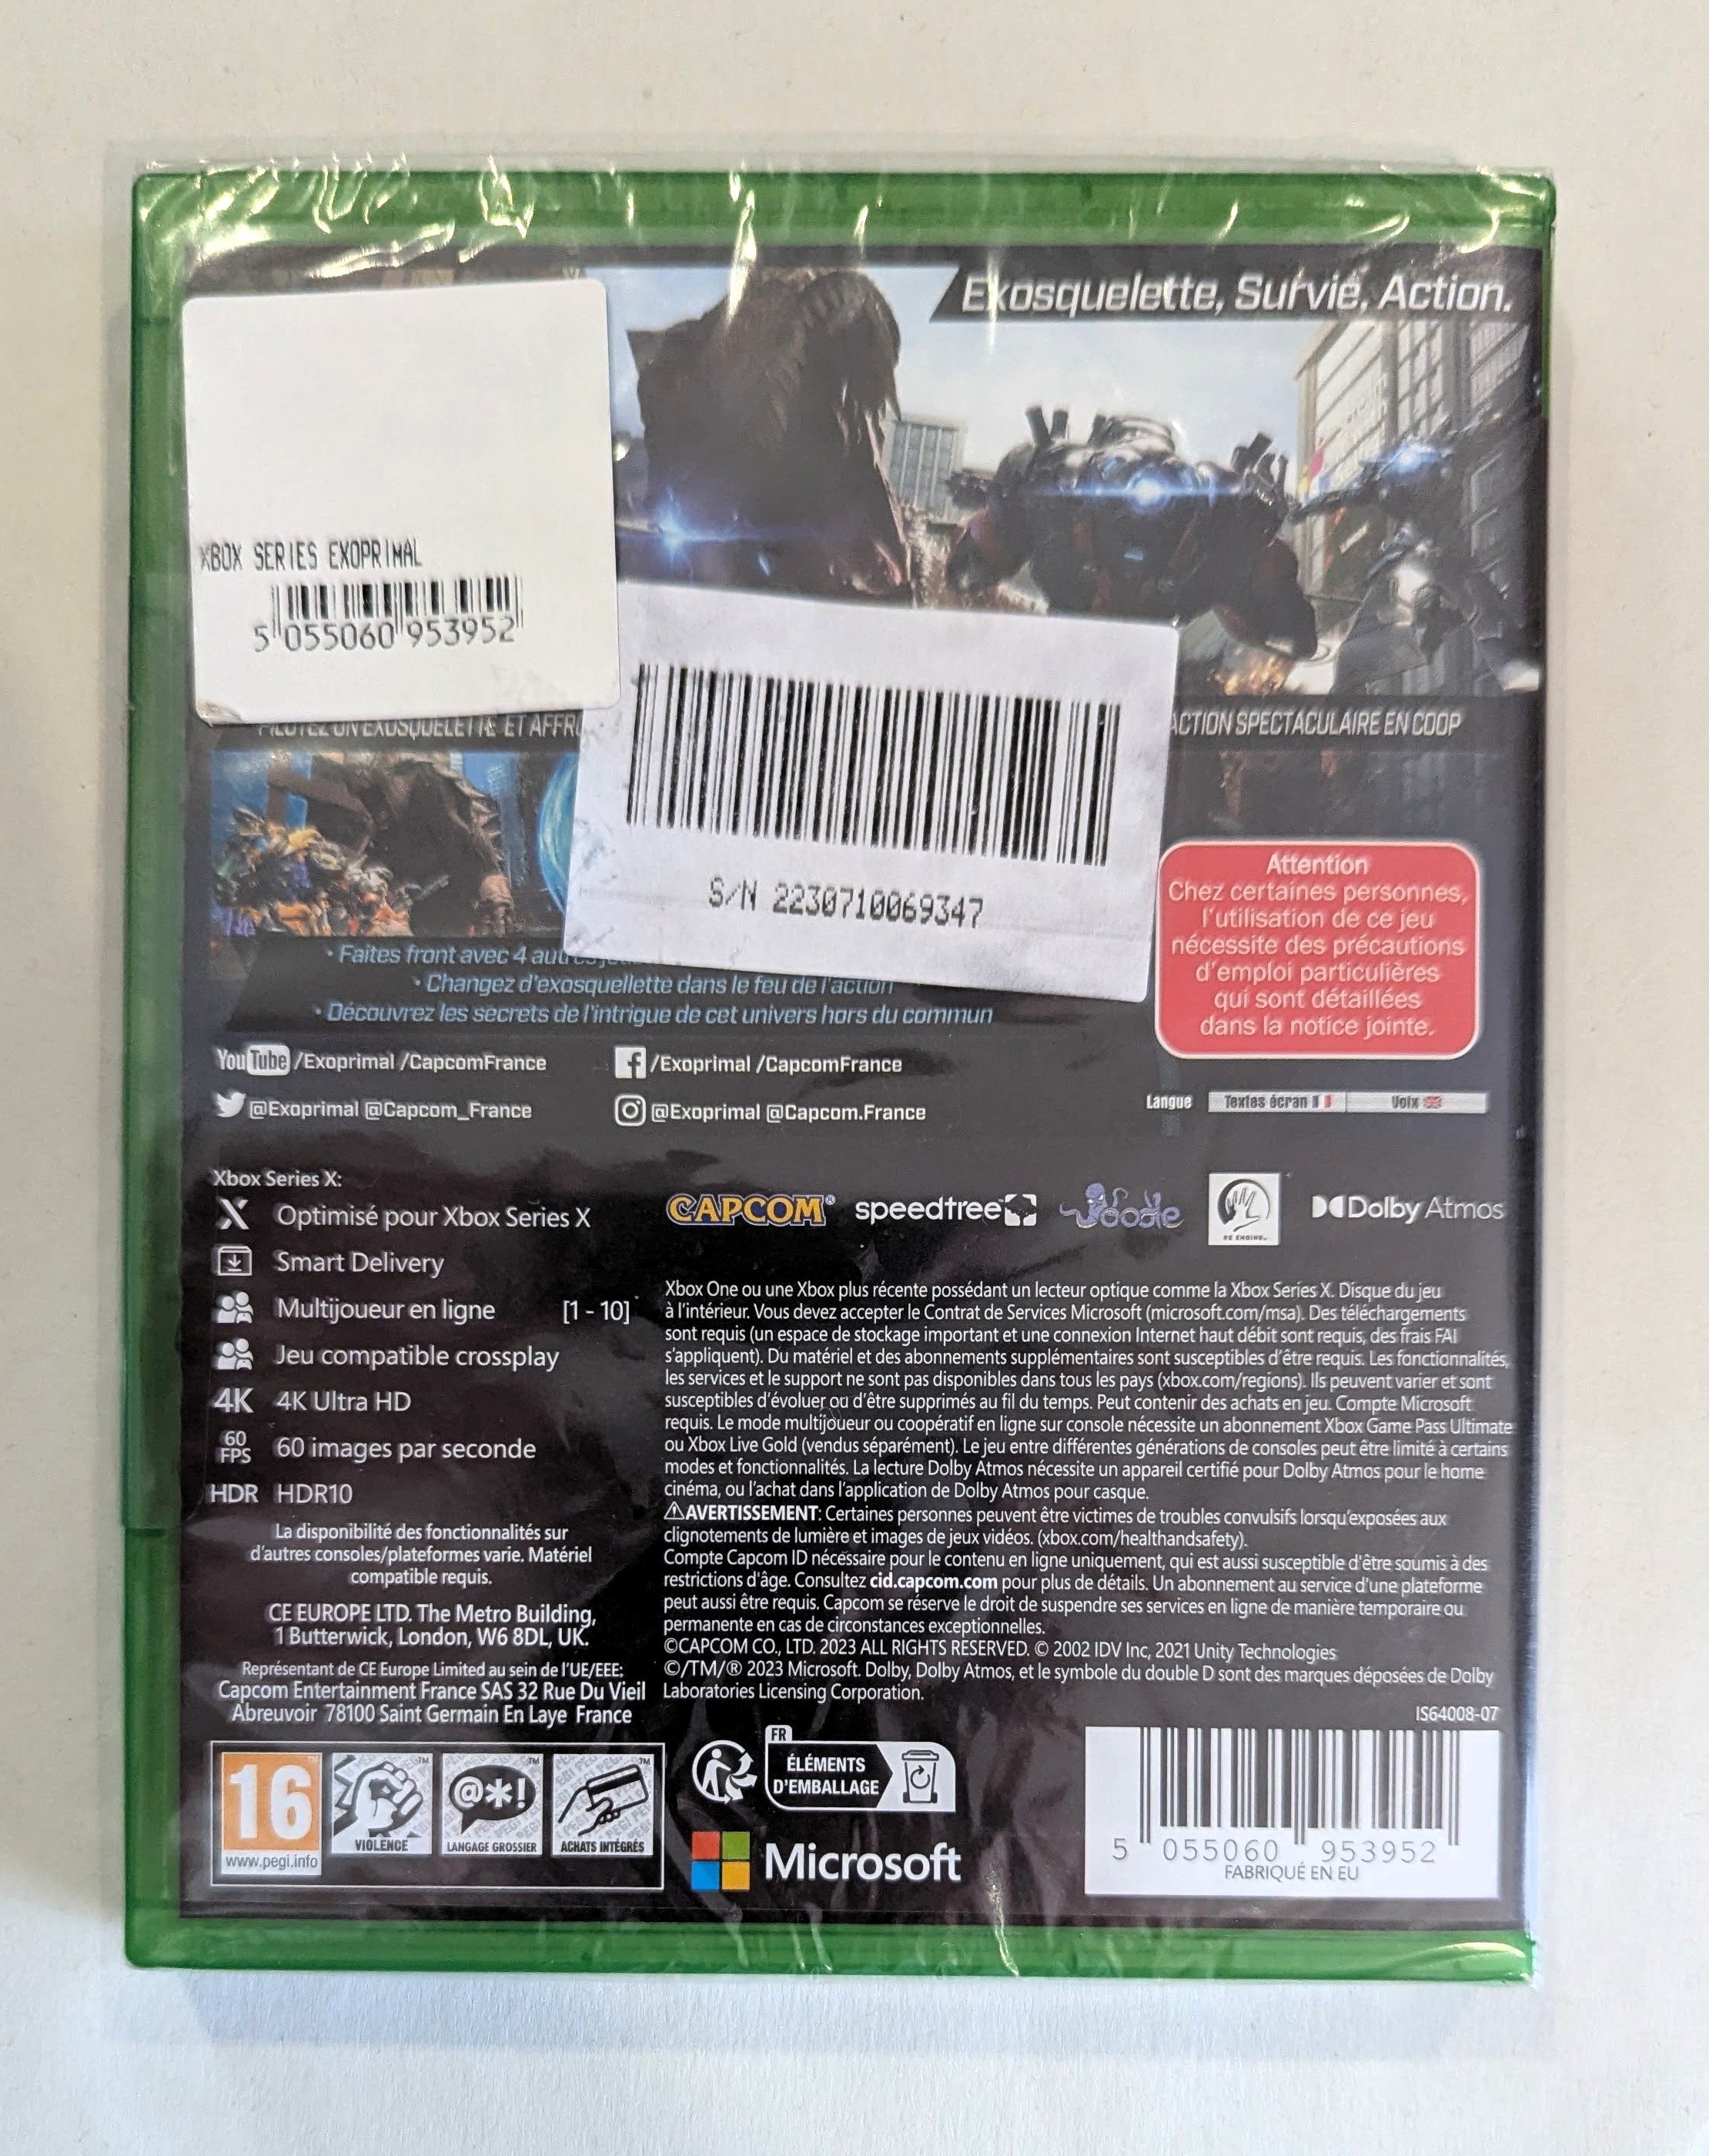 Exosquelette, Survie, Action.
XBOX SERIES EXOPRIMAL
5 055060 953952
PILOTEZ UN EXOSQUELETTE ET
ACTION SPECTACULAIRE EN COOP
S/N 2230710069347
• Faites front avec 4
• Changez d'exosquellette dans le feu de l'action
• Découvrez les secrets de l'intrigue de cet univers hors du commun
Attention
Chez certaines personnes,
l'utilisation de ce jeu
nécessite des précautions
d'emploi particulières
qui sont détaillées
dans la notice jointe.
YouTube /Exoprimal /CapcomFrance
f /Exoprimal /CapcomFrance
@Exoprimal @Capcom_France
@Exoprimal @Capcom.France
Langue Textes écran Voix
Xbox Series X:
X Optimisé pour Xbox Series X
Smart Delivery
Multijoueur en ligne [1 - 10]
Jeu compatible crossplay
4K 4K Ultra HD
60 FPS 60 images par seconde
HDR HDR10
La disponibilité des fonctionnalités sur
d'autres consoles/plateformes varie. Matériel
compatible requis.
CE EUROPE LTD. The Metro Building,
1 Butterwick, London, W6 8DL, UK.
Représentant de CE Europe Limited au sein de l'UE/EEE:
Capcom Entertainment France SAS 32 Rue Du Vieil
Abreuvoir 78100 Saint Germain En Laye France
CAPCOM® speedtree™ Oodle RE ENGINE™ Dolby Atmos
Xbox One ou une Xbox plus récente possédant un lecteur optique comme la Xbox Series X. Disque du jeu
à l'intérieur. Vous devez accepter le Contrat de Services Microsoft (microsoft.com/msa). Des téléchargements
sont requis (un espace de stockage important et une connexion Internet haut débit sont requis, des frais FAI
s'appliquent). Du matériel et des abonnements supplémentaires sont susceptibles d'être requis. Les fonctionnalités,
les services et le support ne sont pas disponibles dans tous les pays (xbox.com/regions). Ils peuvent varier et sont
susceptibles d'évoluer ou d'être supprimés au fil du temps. Peut contenir des achats en jeu. Compte Microsoft
requis. Le mode multijoueur ou coopératif en ligne sur console nécessite un abonnement Xbox Game Pass Ultimate
ou Xbox Live Gold (vendus séparément). Le jeu entre différentes générations de consoles peut être limité à certains
modes et fonctionnalités. La lecture Dolby Atmos nécessite un appareil certifié pour Dolby Atmos pour le home
cinéma, ou l'achat dans l'application de Dolby Atmos pour casque.
⚠AVERTISSEMENT: Certaines personnes peuvent être victimes de troubles convulsifs lorsqu'exposées aux
clignotements de lumière et images de jeux vidéos. (xbox.com/healthandsafety).
Compte Capcom ID nécessaire pour le contenu en ligne uniquement, qui est aussi susceptible d'être soumis à des
restrictions d'âge. Consultez cid.capcom.com pour plus de détails. Un abonnement au service d'une plateforme
peut aussi être requis. Capcom se réserve le droit de suspendre ses services en ligne de manière temporaire ou
permanente en cas de circonstances exceptionnelles.
©CAPCOM CO., LTD. 2023 ALL RIGHTS RESERVED. © 2002 IDV Inc, 2021 Unity Technologies
©/TM/® 2023 Microsoft. Dolby, Dolby Atmos, et le symbole du double D sont des marques déposées de Dolby
Laboratories Licensing Corporation.
IS64008-07
16
www.pegi.info
VIOLENCE
@*!
LANGAGE GROSSIER
ACHATS INTÉGRÉS
FR
ÉLÉMENTS
D'EMBALLAGE
Microsoft
5 055060 953952
FABRIQUÉ EN EU